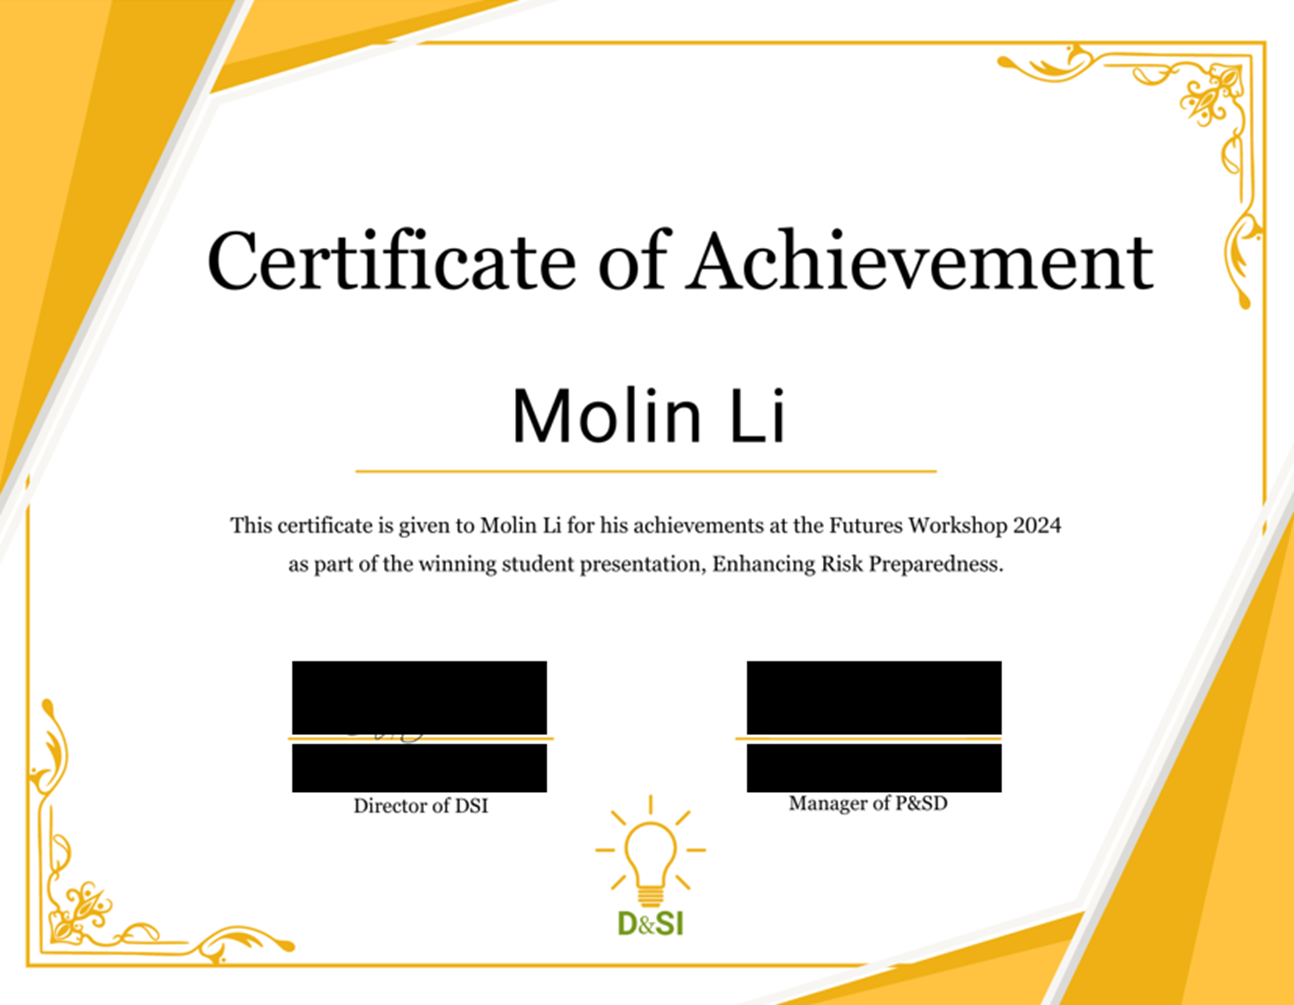 Certificate of Achievement
Molin Li
This certificate is given to Molin Li for his achievements at the Futures Workshop 2024
as part of the winning student presentation, Enhancing Risk Preparedness.
Director of DSI
Manager of P&SD
D&SI